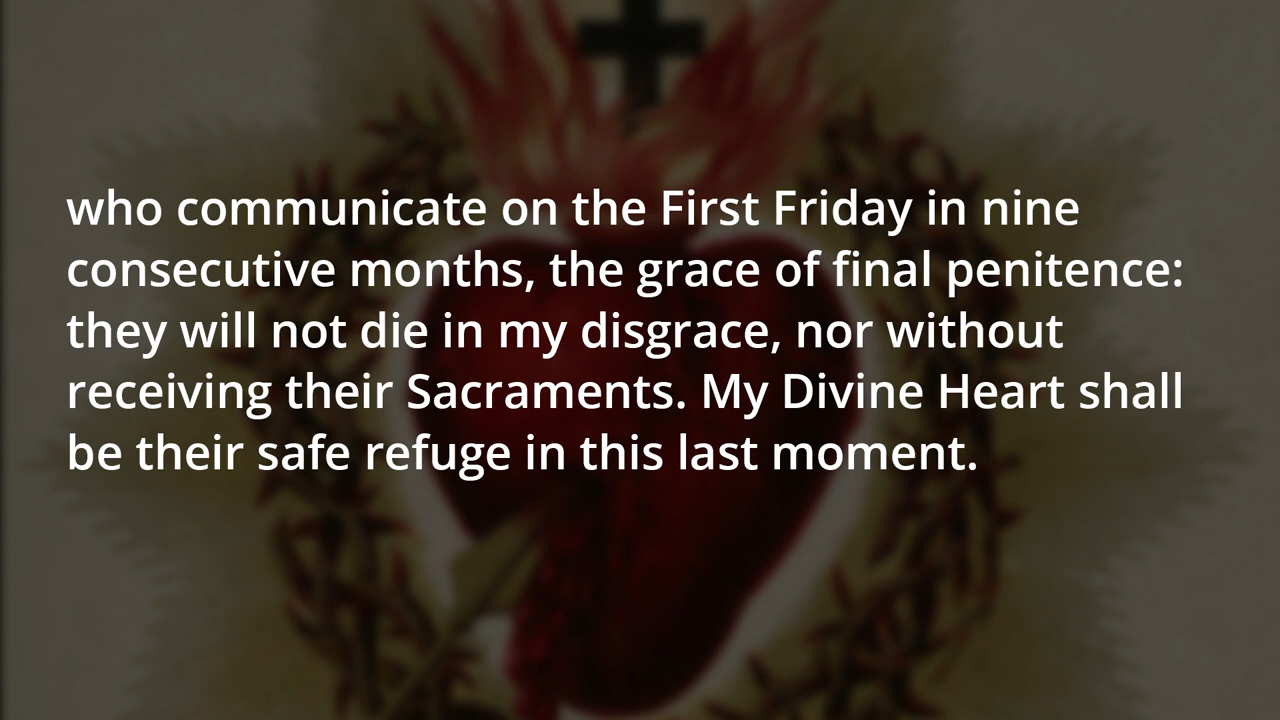 who communicate on the First Friday in nine
consecutive months, the grace of final penitence:
they will not die in my disgrace, nor without
receiving their Sacraments. My Divine Heart shall
be their safe refuge in this last moment.